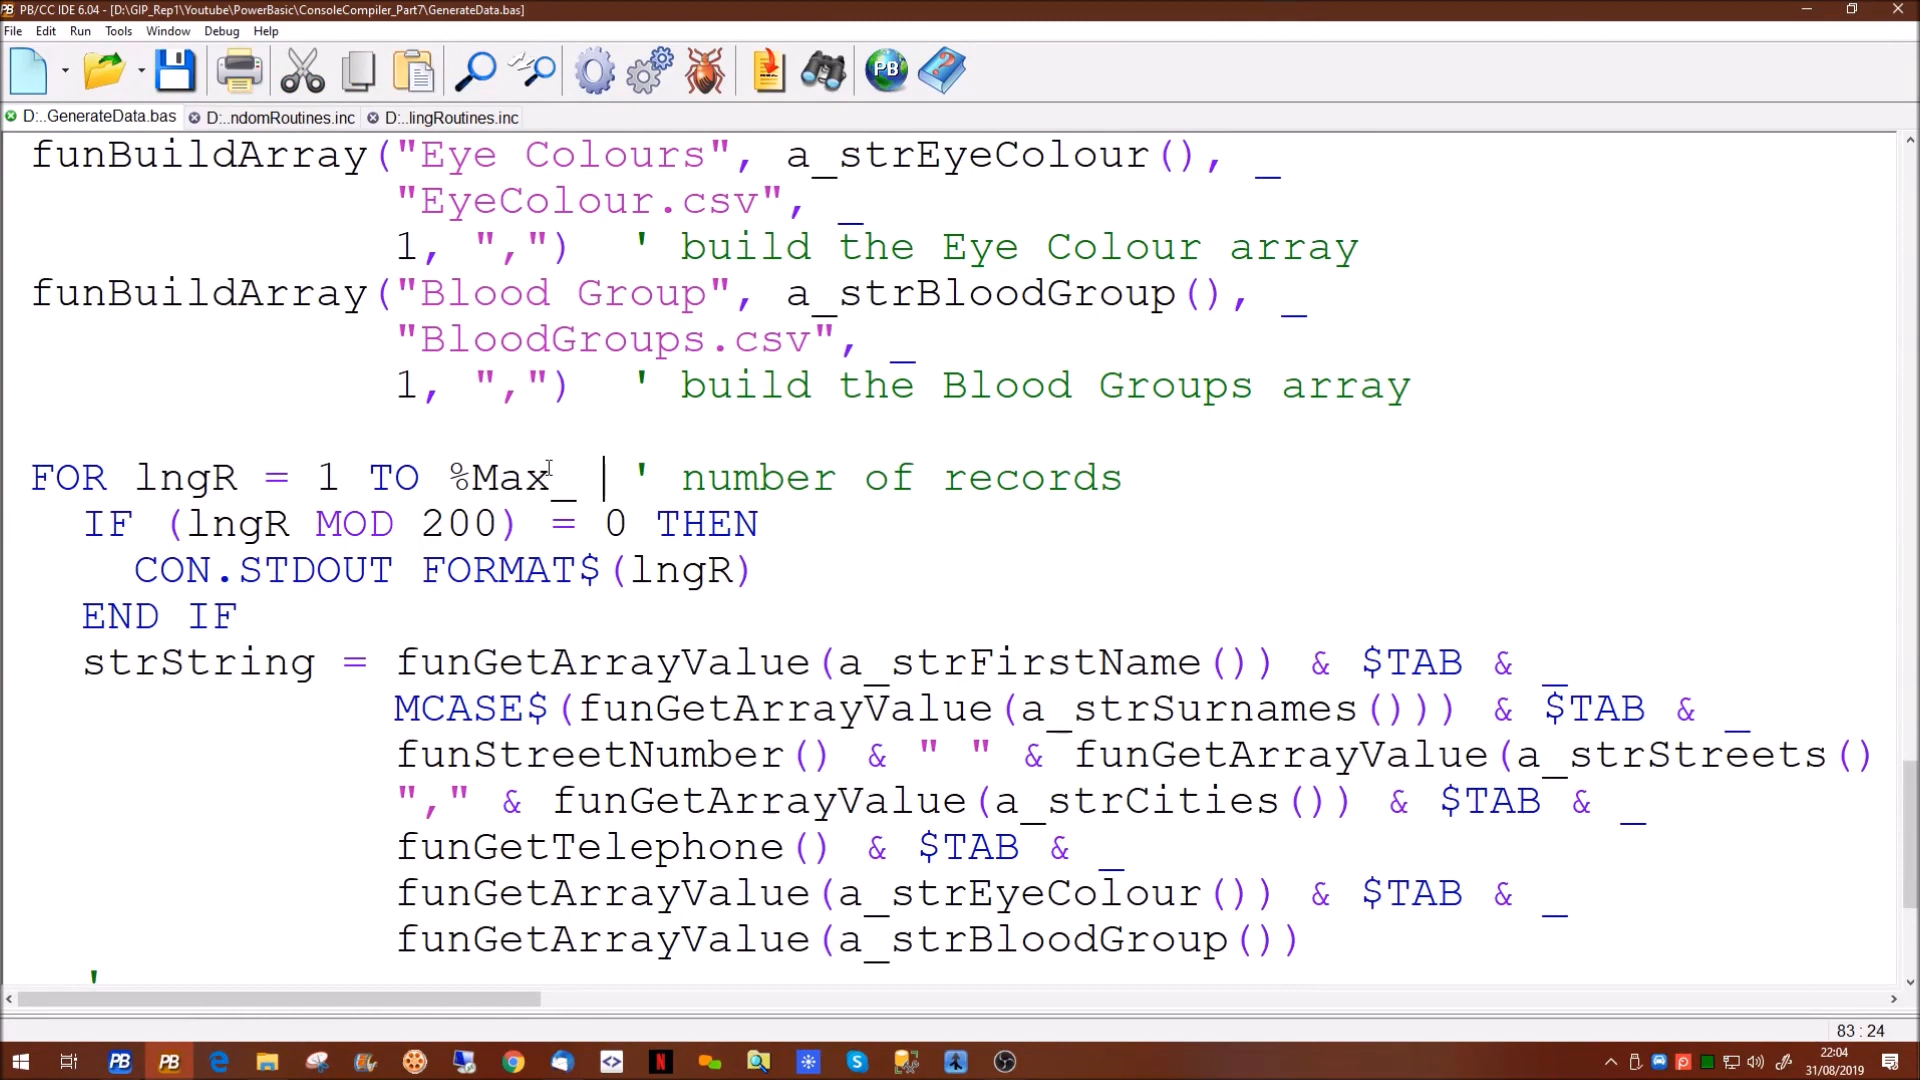 PB/CC IDE 6.04 - [D:\GIP_Rep1\Youtube\PowerBasic\ConsoleCompiler_Part7\GenerateData.bas]
File Edit Run Tools Window Debug Help
PB
D:..GenerateData.bas D:..ndomRoutines.inc D:..lingRoutines.inc
funBuildArray("Eye Colours", a_strEyeColour(), _
"EyeColour.csv", _
1, ",") ' build the Eye Colour array
funBuildArray("Blood Group", a_strBloodGroup(), _
"BloodGroups.csv", _
1, ",") ' build the Blood Groups array
FOR lngR = 1 TO %Max_ ' number of records
IF (lngR MOD 200) = 0 THEN
CON.STDOUT FORMAT$(lngR)
END IF
strString = funGetArrayValue(a_strFirstName()) & $TAB & _
MCASE$(funGetArrayValue(a_strSurnames())) & $TAB & _
funStreetNumber() & " " & funGetArrayValue(a_strStreets()
"," & funGetArrayValue(a_strCities()) & $TAB & _
funGetTelephone() & $TAB & _
funGetArrayValue(a_strEyeColour()) & $TAB & _
funGetArrayValue(a_strBloodGroup())
'
83 : 24
PB PB N S 22:04
31/08/2019